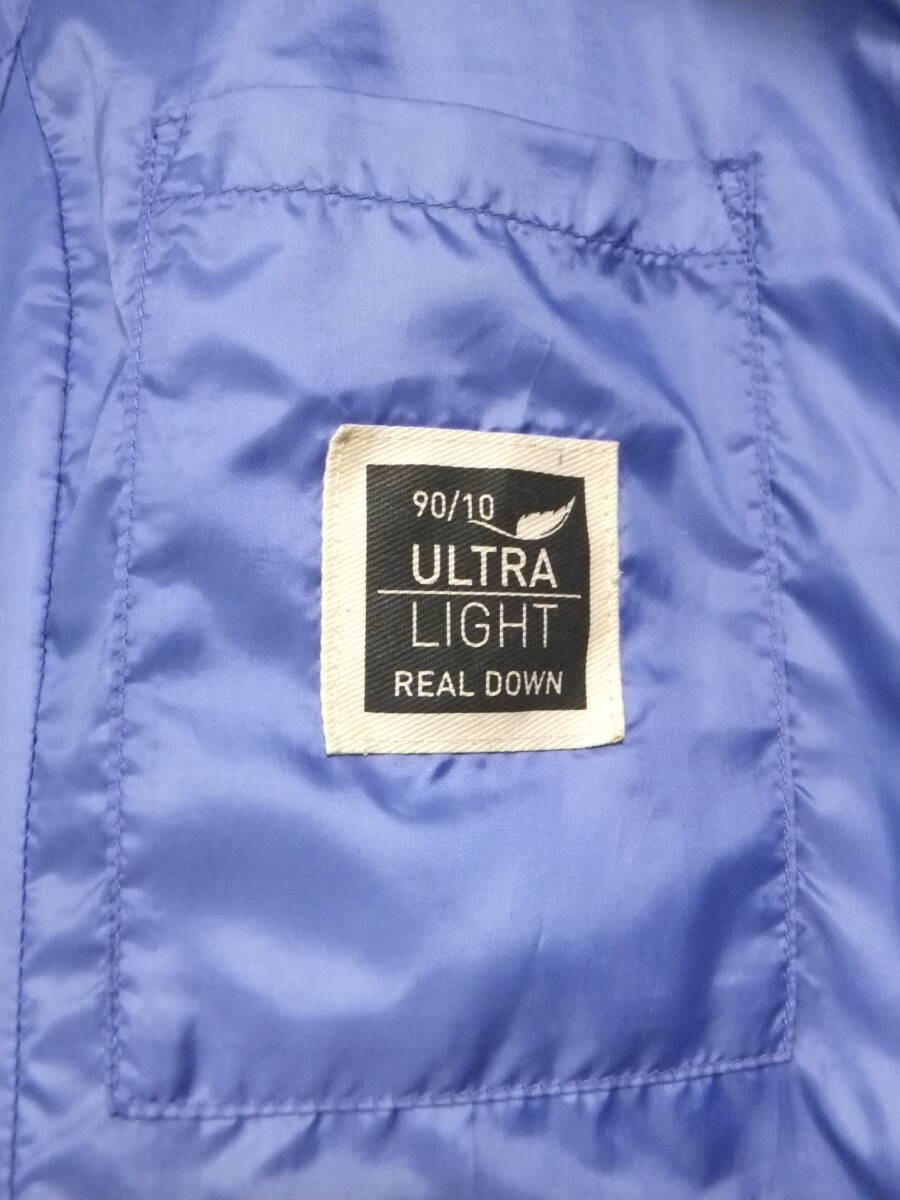 90/10
ULTRA
LIGHT
REAL DOWN